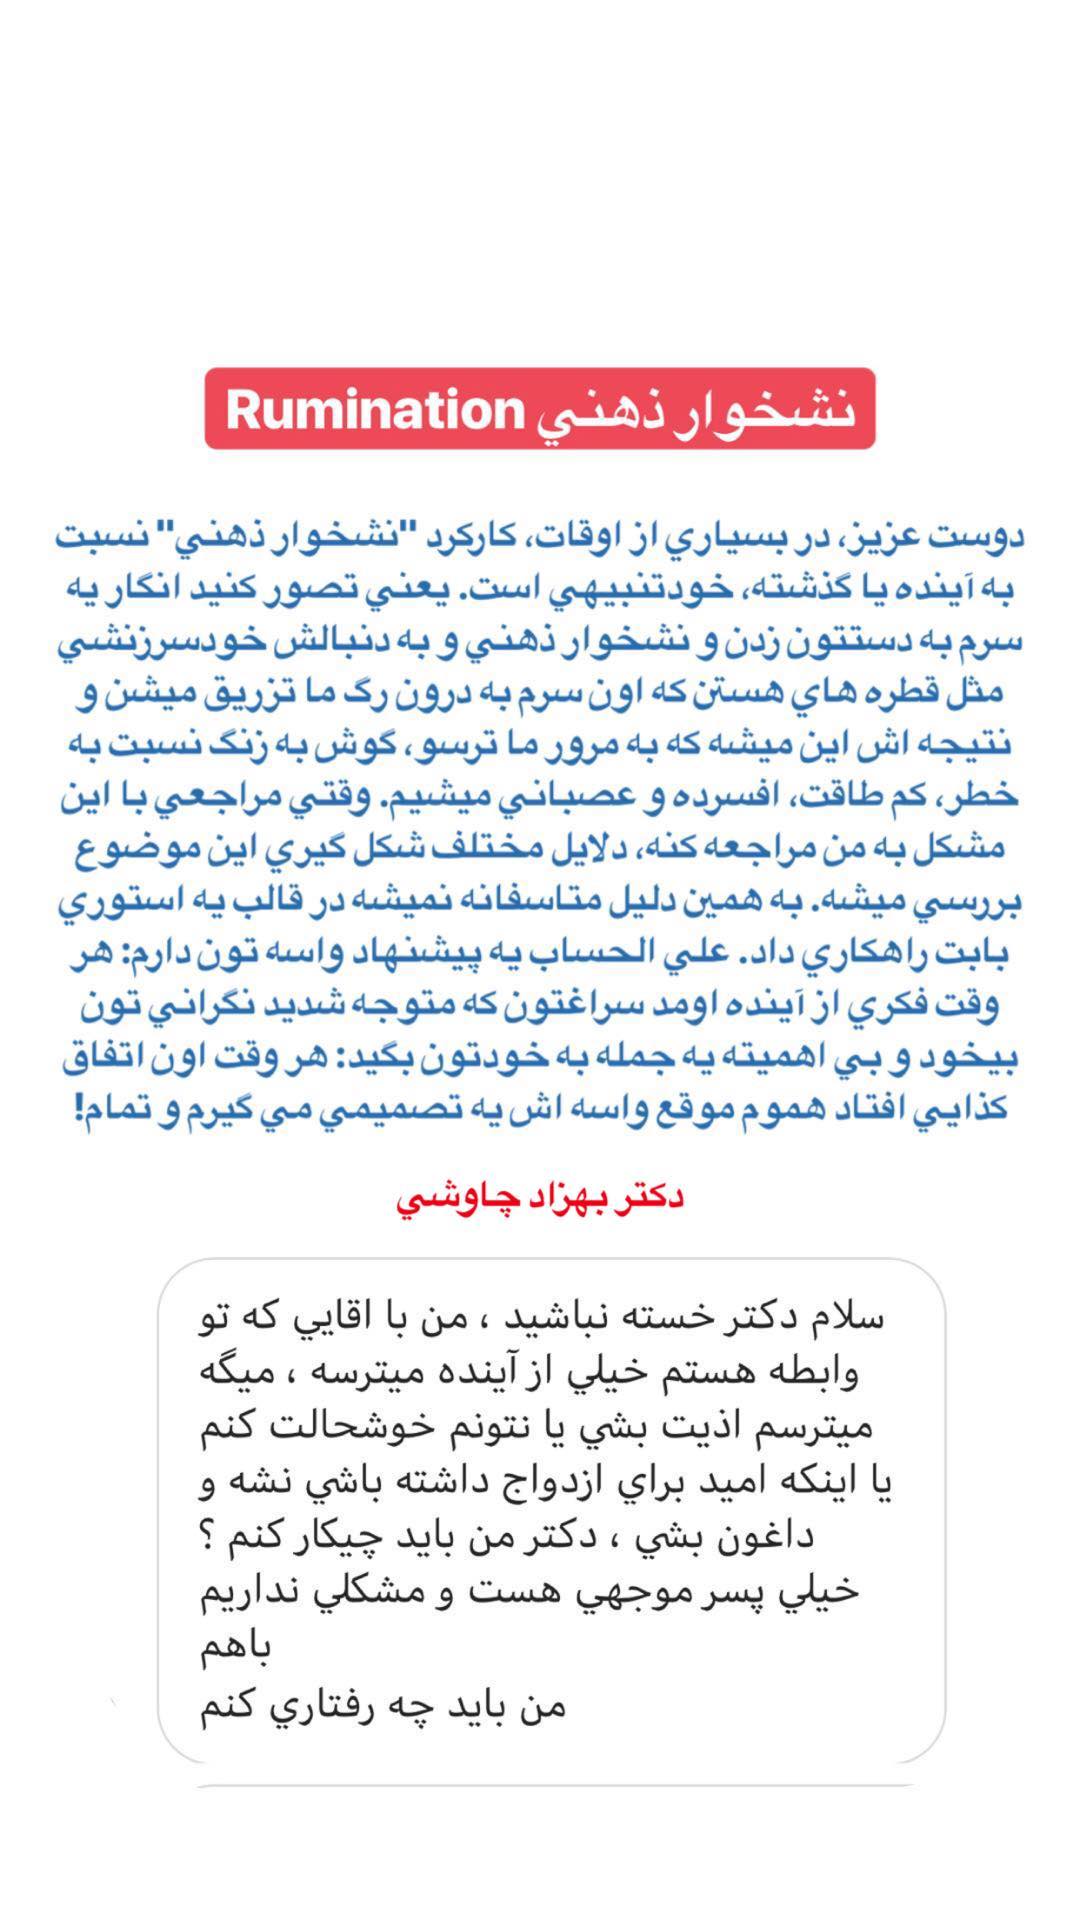 نشخوار ذهني Rumination
دوست عزيز، در بسياري از اوقات، كاركرد "نشخوار ذهني" نسبت
به آينده يا گذشته، خودتنبيهي است. يعني تصور كنيد انگار يه
سرم به دستتون زدن و نشخوار ذهني و به دنبالش خودسرزنشي
مثل قطره هاي هستن كه اون سرم به درون رگ ما تزريق ميشن و
نتيجه اش اين ميشه كه به مرور ما ترسو، گوش به زنگ نسبت به
خطر، كم طاقت، افسرده و عصباني ميشيم. وقتي مراجعي با اين
مشكل به من مراجعه كنه، دلايل مختلف شكل گيري اين موضوع
بررسي ميشه. به همين دليل متاسفانه نميشه در قالب يه استوري
بابت راهكاري داد. علي الحساب يه پيشنهاد واسه تون دارم: هر
وقت فكري از آينده اومد سراغتون كه متوجه شديد نگراني تون
بيخود و بي اهميته يه جمله به خودتون بگيد: هر وقت اون اتفاق
كذايي افتاد هموم موقع واسه اش يه تصميمي مي گيرم و تمام!
دكتر بهزاد چاوشي
سلام دكتر خسته نباشيد ، من با اقايي كه تو
وابطه هستم خيلي از آينده ميترسه ، ميگه
ميترسم اذيت بشي يا نتونم خوشحالت كنم
يا اينكه اميد براي ازدواج داشته باشي نشه و
داغون بشي ، دكتر من بايد چيكار كنم ؟
خيلي پسر موجهي هست و مشكلي نداريم
باهم
من بايد چه رفتاري كنم